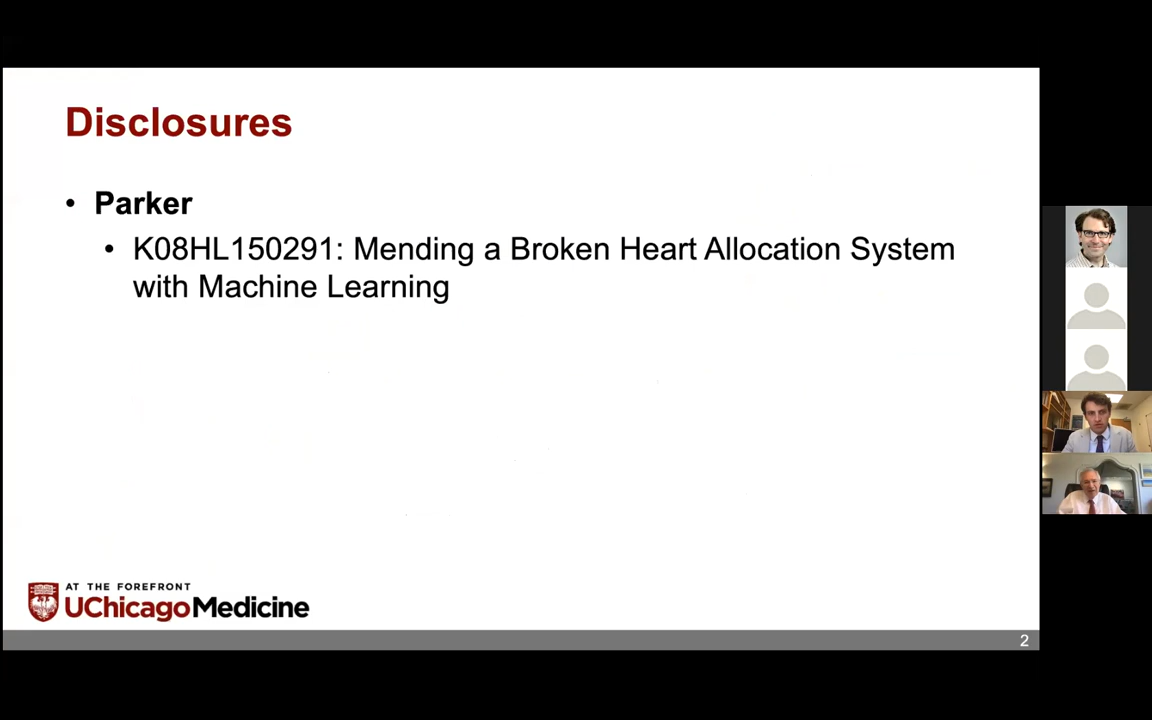 Disclosures
• Parker
• K08HL150291: Mending a Broken Heart Allocation System
with Machine Learning
AT THE FOREFRONT
UChicagoMedicine
2